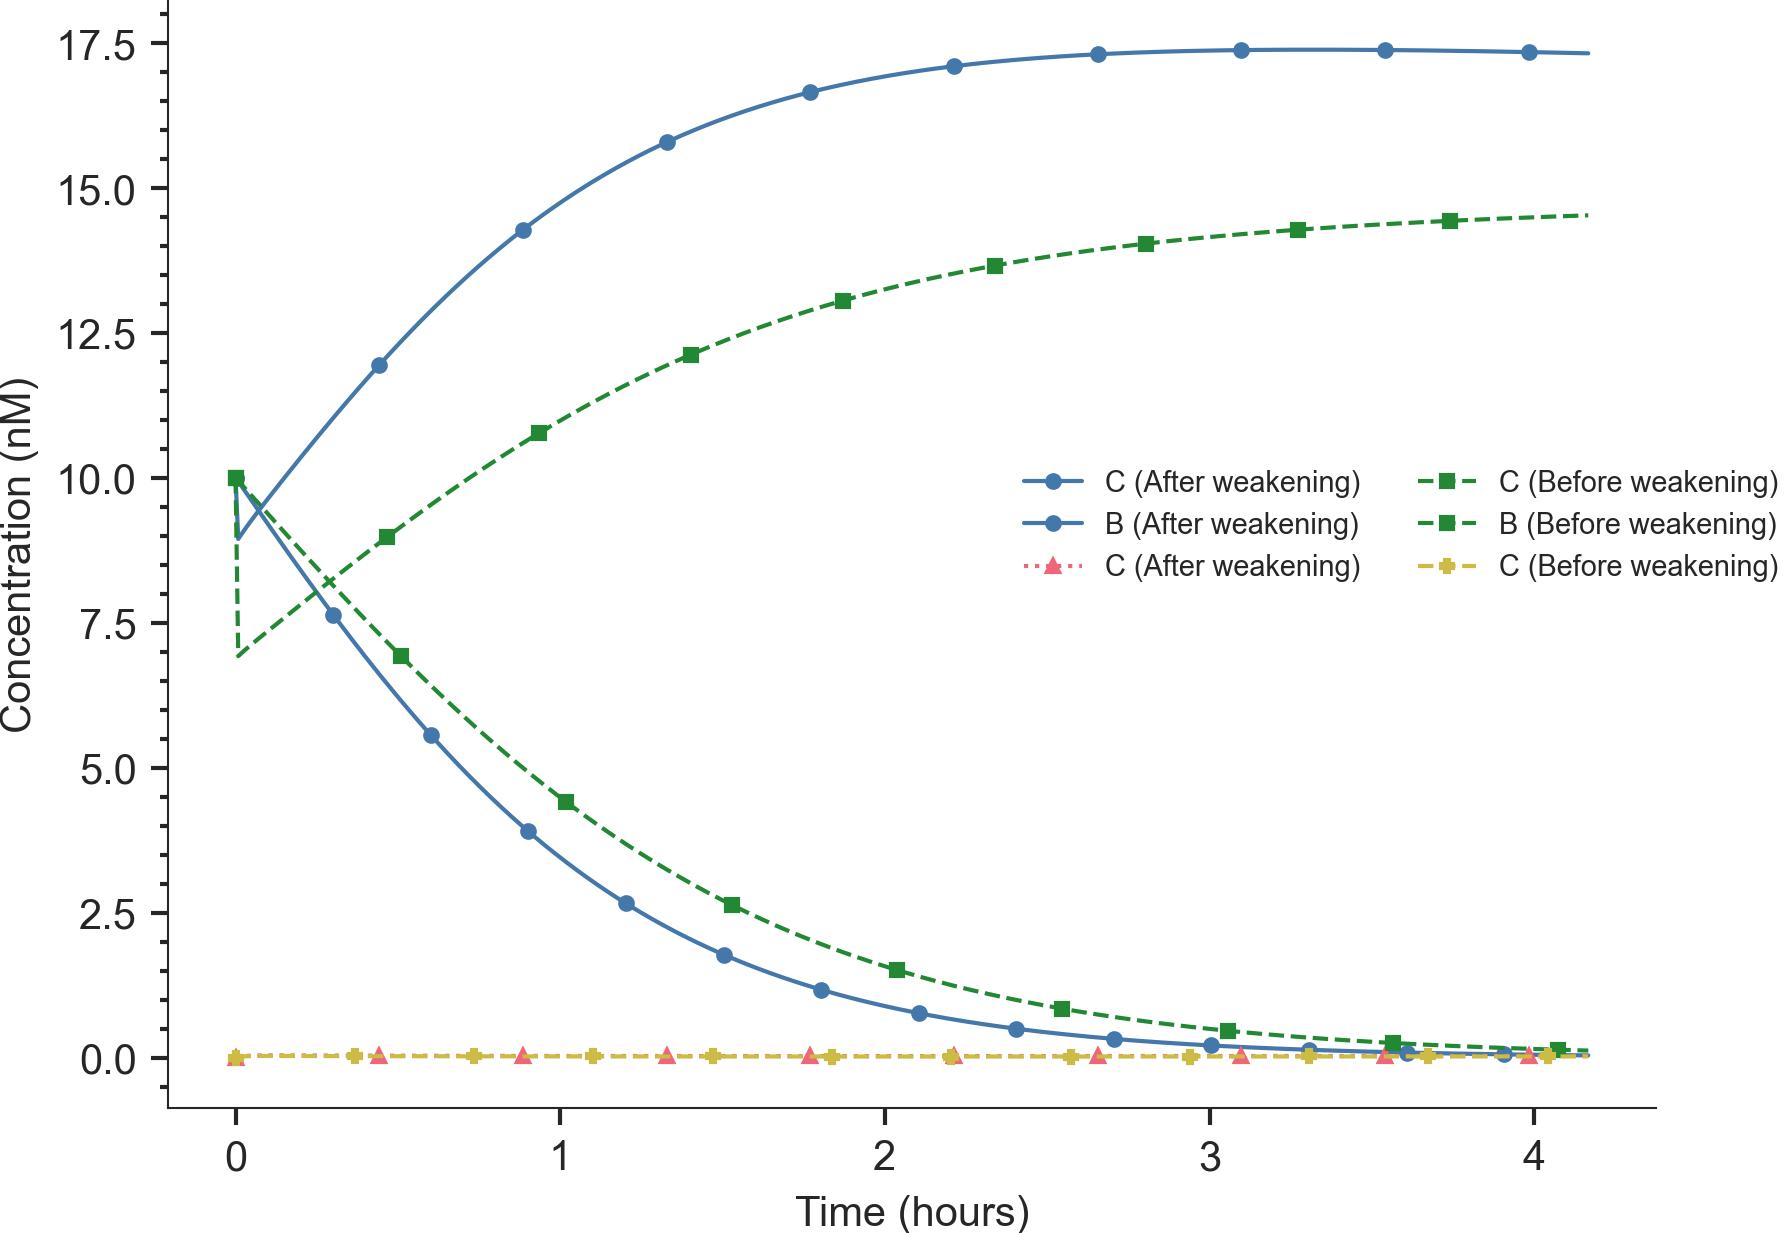 17.5
15.0
12.5
10.0
7.5
5.0
2.5
0.0
Concentration (nM)
C (After weakening)
B (After weakening)
C (After weakening)
C (Before weakening)
B (Before weakening)
C (Before weakening)
0 1 2 3 4
Time (hours)